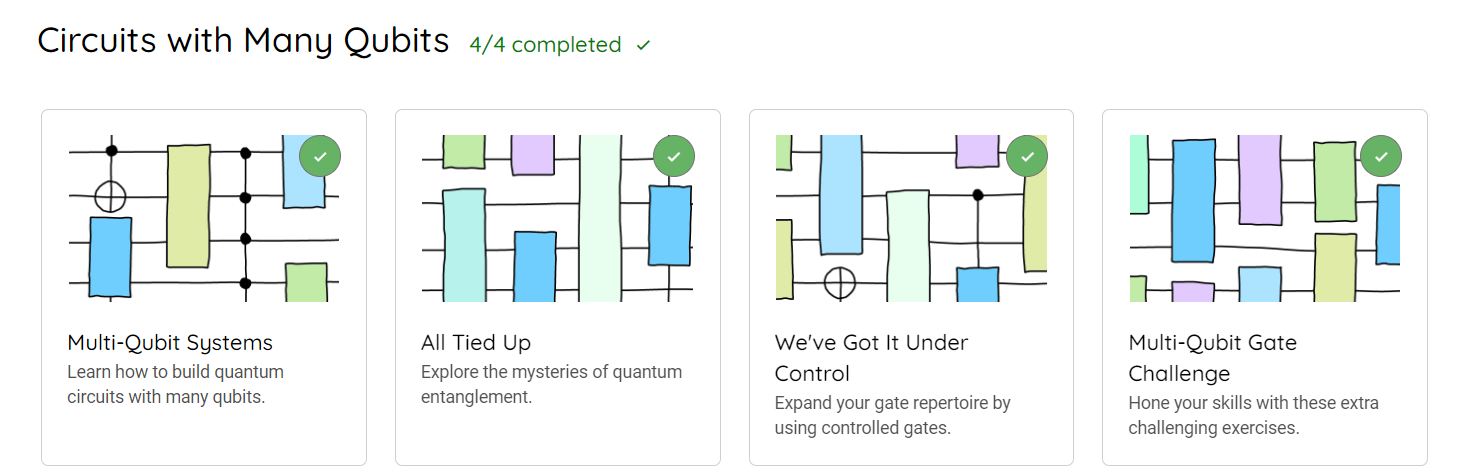 Circuits with Many Qubits 4/4 completed ✓
Multi-Qubit Systems
Learn how to build quantum
circuits with many qubits.
All Tied Up
Explore the mysteries of quantum
entanglement.
We've Got It Under
Control
Expand your gate repertoire by
using controlled gates.
Multi-Qubit Gate
Challenge
Hone your skills with these extra
challenging exercises.